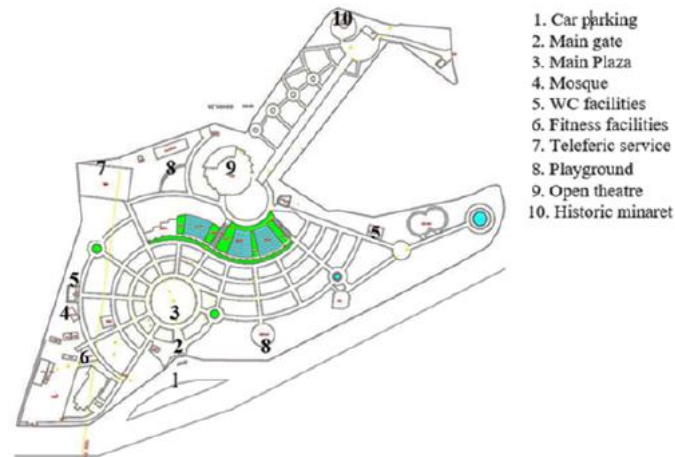 10
1. Car parking
2. Main gate
3. Main Plaza
4. Mosque
5. WC facilities
6. Fitness facilities
7. Teleferic service
8. Playground
9. Open theatre
10. Historic minaret
7
8
9
5
5
4
3
2
6
8
1